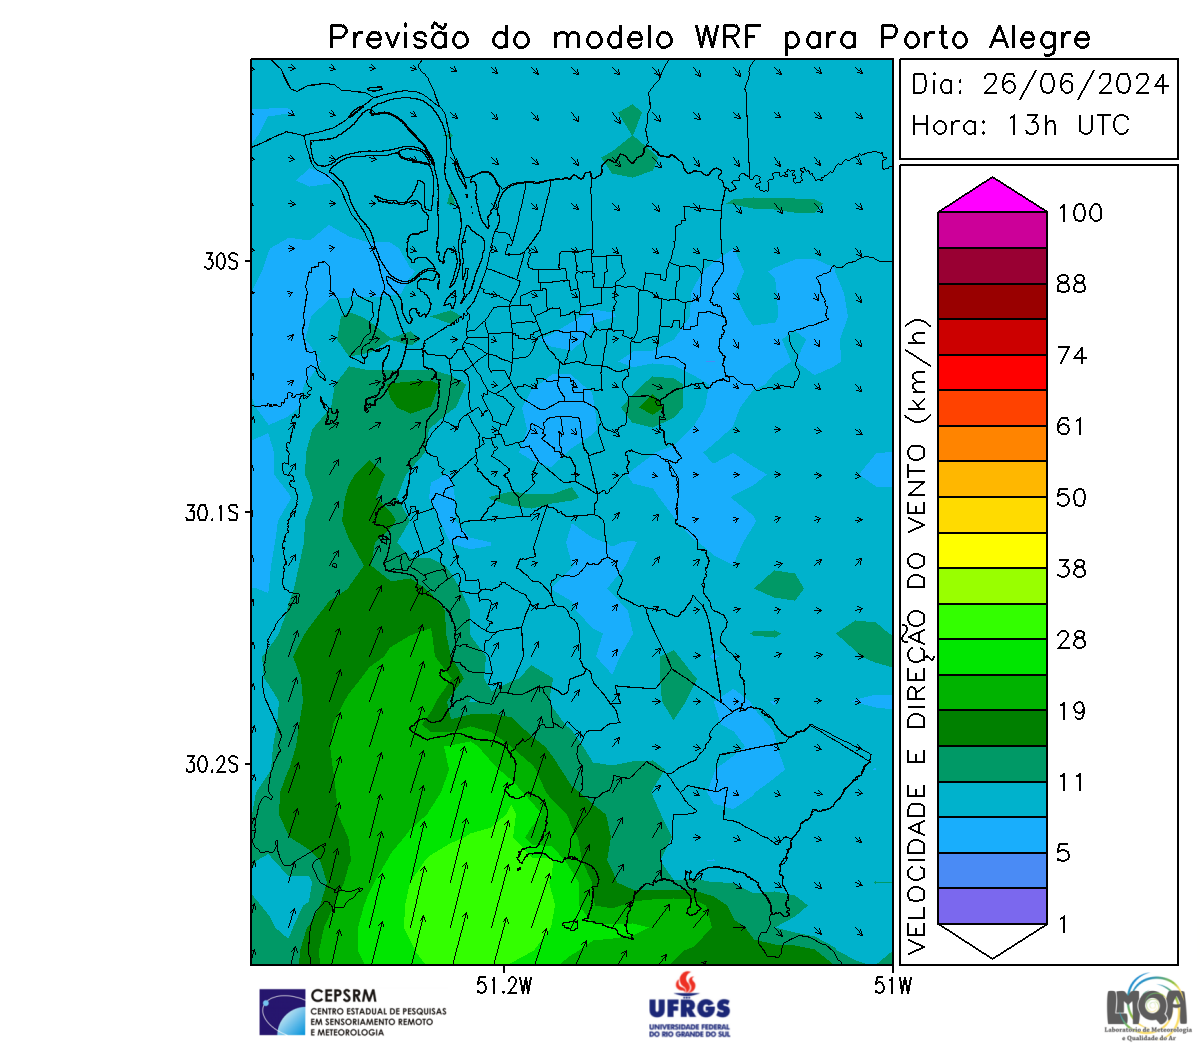 Previsão do modelo WRF para Porto Alegre
Dia: 26/06/2024
Hora: 13h UTC
30S
30.1S
30.2S
51.2W
51W
VELOCIDADE E DIREÇÃO DO VENTO (km/h)
100
88
74
61
50
38
28
19
11
5
1
CEPSRM
CENTRO ESTADUAL DE PESQUISAS
EM SENSORIAMENTO REMOTO
E METEOROLOGIA
UFRGS
UNIVERSIDADE FEDERAL
DO RIO GRANDE DO SUL
LMQA
Laboratório de Meteorologia
e Qualidade do Ar